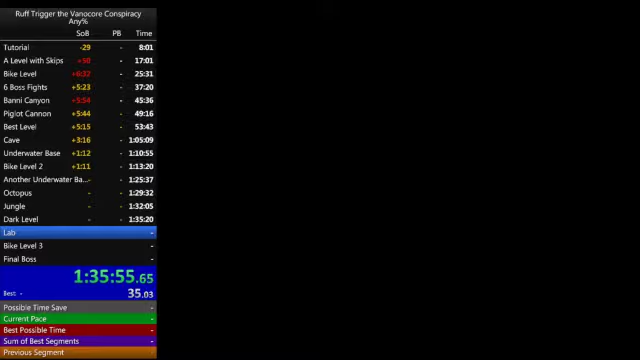 Ruff Trigger the Vanocore Conspiracy
Any%
SoB PB Time
Tutorial -29 - 8:01
A Level with Skips +30 - 17:01
Bike Level +6:32 - 25:31
6 Boss Fights +5:23 - 37:20
Banni Canyon +5:54 - 45:36
Piglot Cannon +5:44 - 49:16
Best Level +5:15 - 53:43
Cave +3:16 - 1:05:09
Underwater Base +1:12 - 1:10:55
Bike Level 2 +1:11 - 1:13:20
Another Underwater Ba... - - 1:25:37
Octopus - - 1:29:32
Jungle - - 1:32:05
Dark Level - - 1:35:20
Lab -
Bike Level 3 -
Final Boss -
1:35:55.65
Best: - 35.03
Possible Time Save -
Current Pace -
Best Possible Time -
Sum of Best Segments -
Previous Segment -